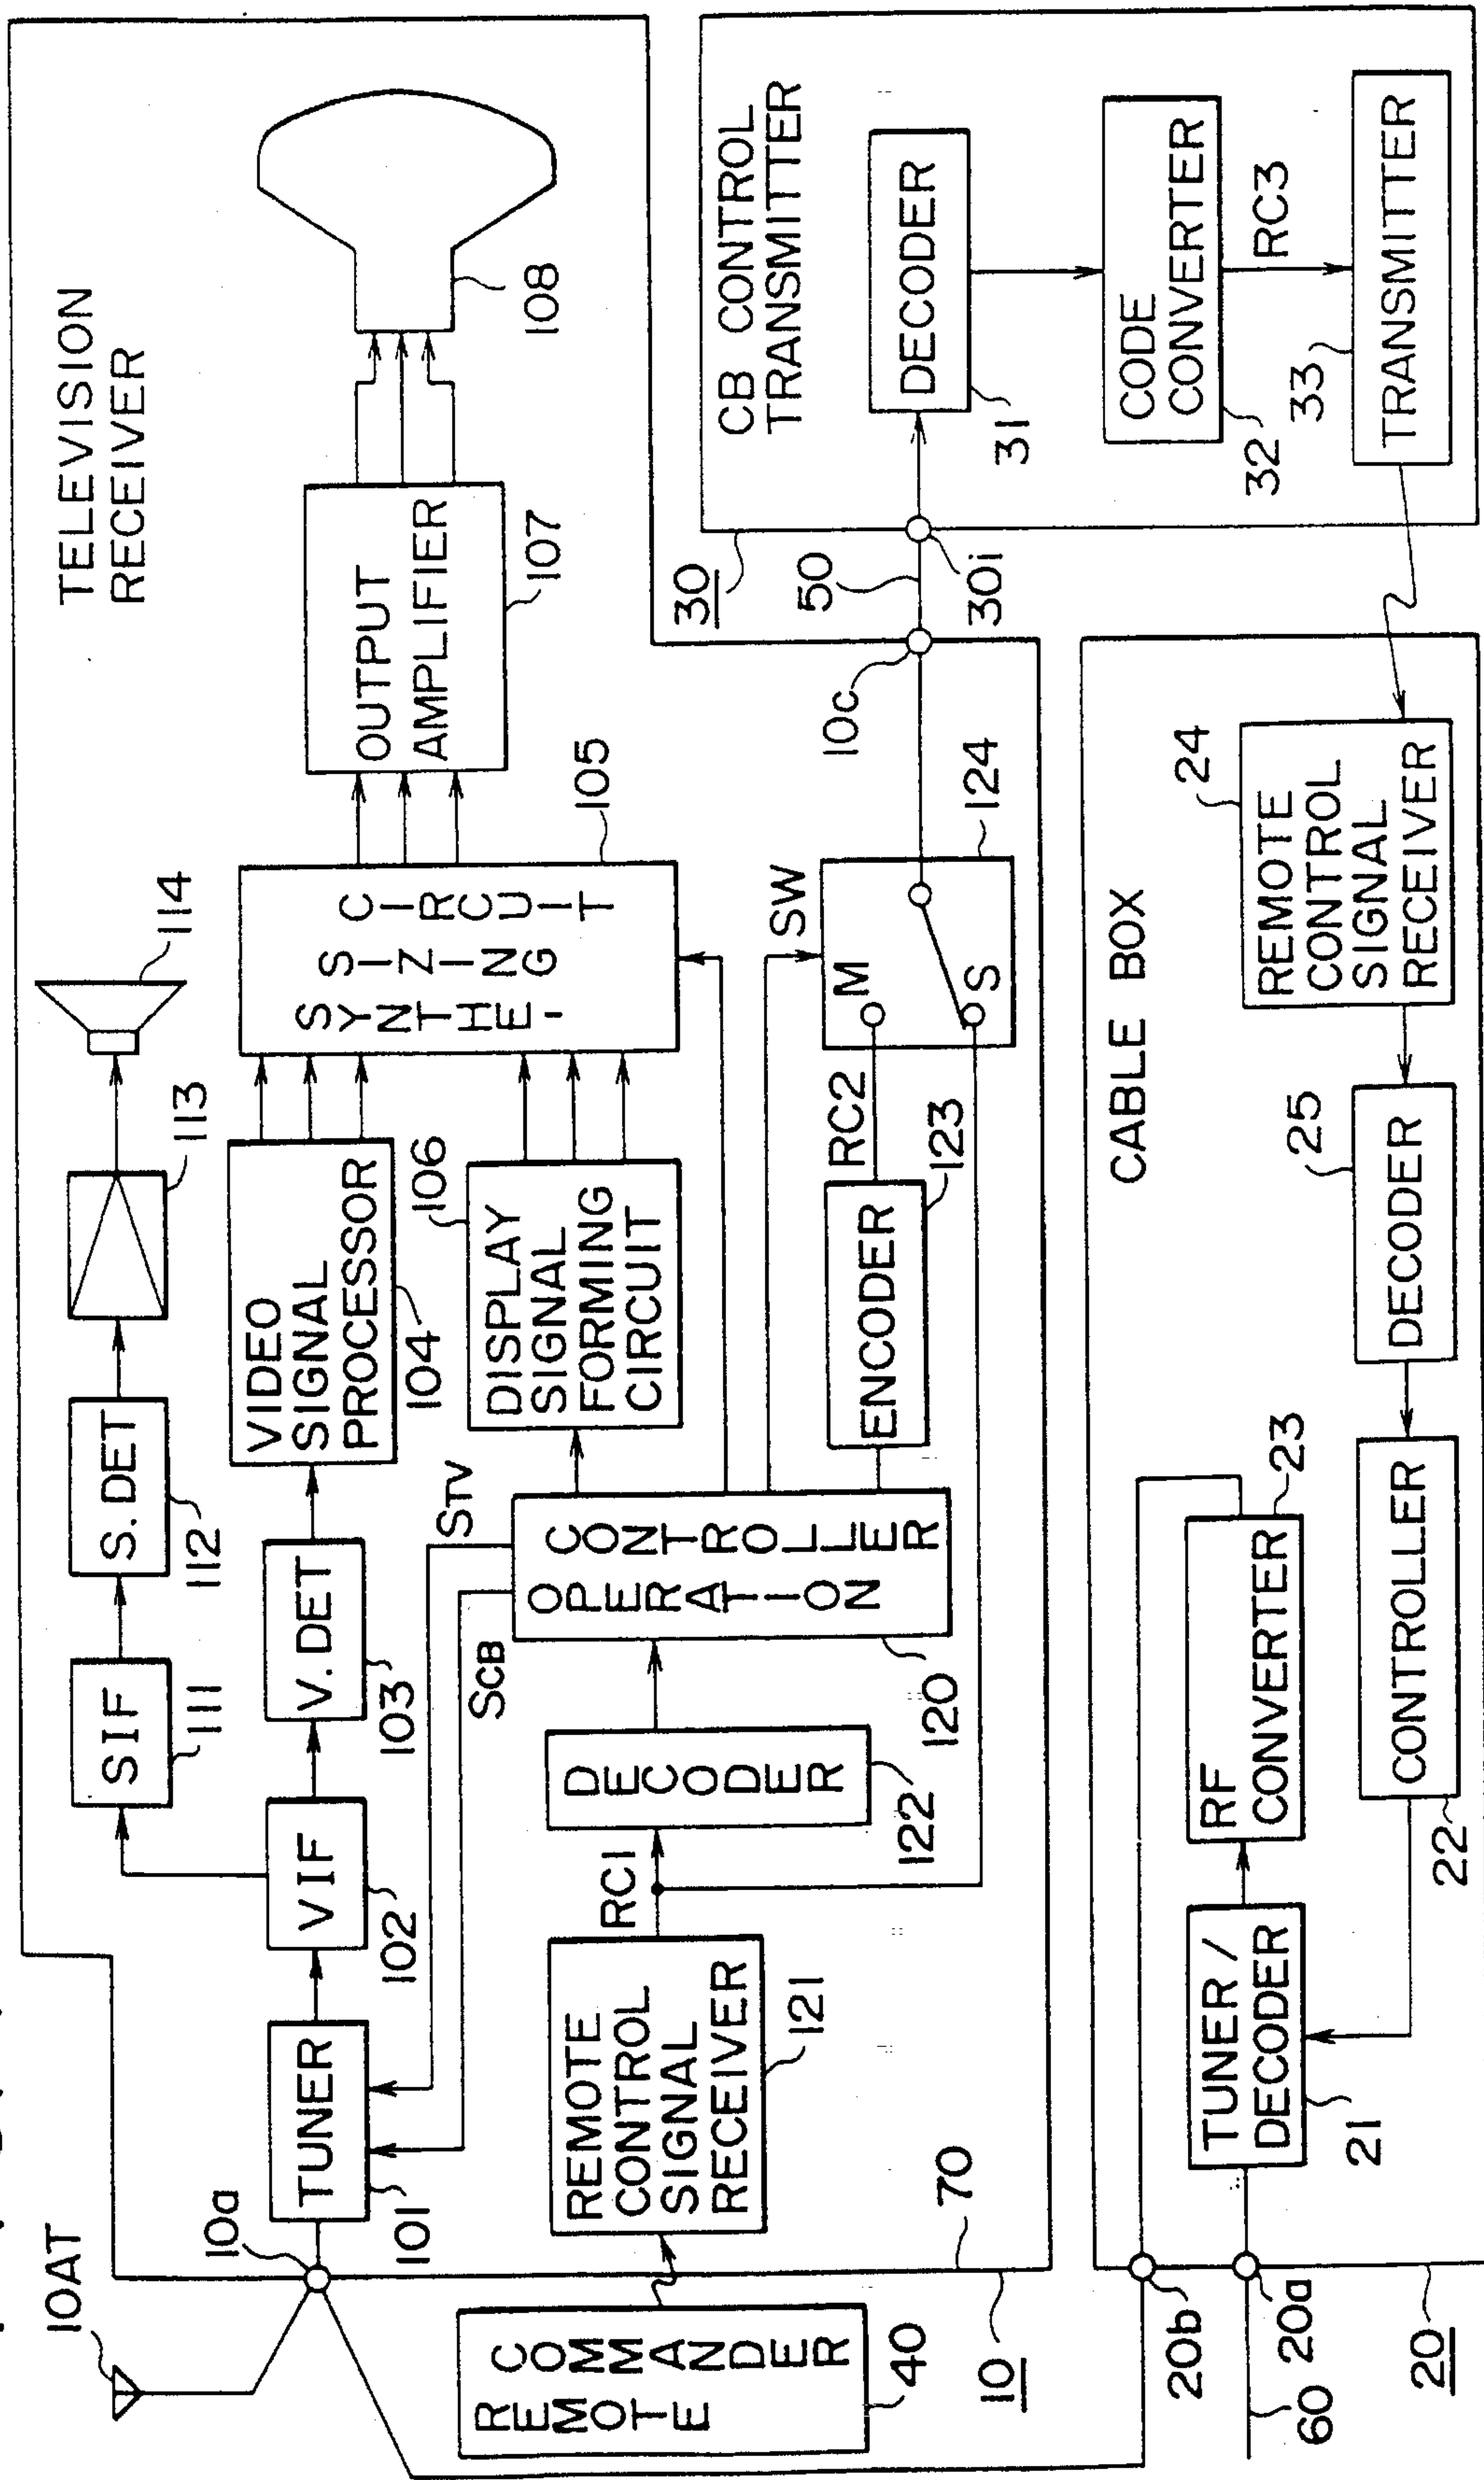 10AT
TELEVISION
RECEIVER
SIF
111
S.DET
112
113
114
10a
TUNER
101
VIF
102
V.DET
103
VIDEO
SIGNAL
PROCESSOR
104
SYNTHE-
SIZING
CIRCUIT
105
OUTPUT
AMPLIFIER
107
108
STV
SCB
DISPLAY
SIGNAL
FORMING
CIRCUIT
106
REMOTE
COMMANDER
40
REMOTE
CONTROL
SIGNAL
RECEIVER
121
RC1
DECODER
122
OPERATION
CONTROLLER
120
ENCODER
123
RC2
SW
M
S
124
10c
50
30i
10
70
30
CB CONTROL
TRANSMITTER
DECODER
31
CODE
CONVERTER
32
RC3
33
TRANSMITTER
CABLE BOX
20b
20a
60
20
TUNER/
DECODER
21
RF
CONVERTER
23
CONTROLLER
22
DECODER
25
REMOTE
CONTROL
SIGNAL
RECEIVER
24